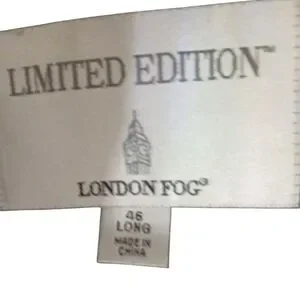 LIMITED EDITION™
LONDON FOG®
46
LONG
MADE IN
CHINA